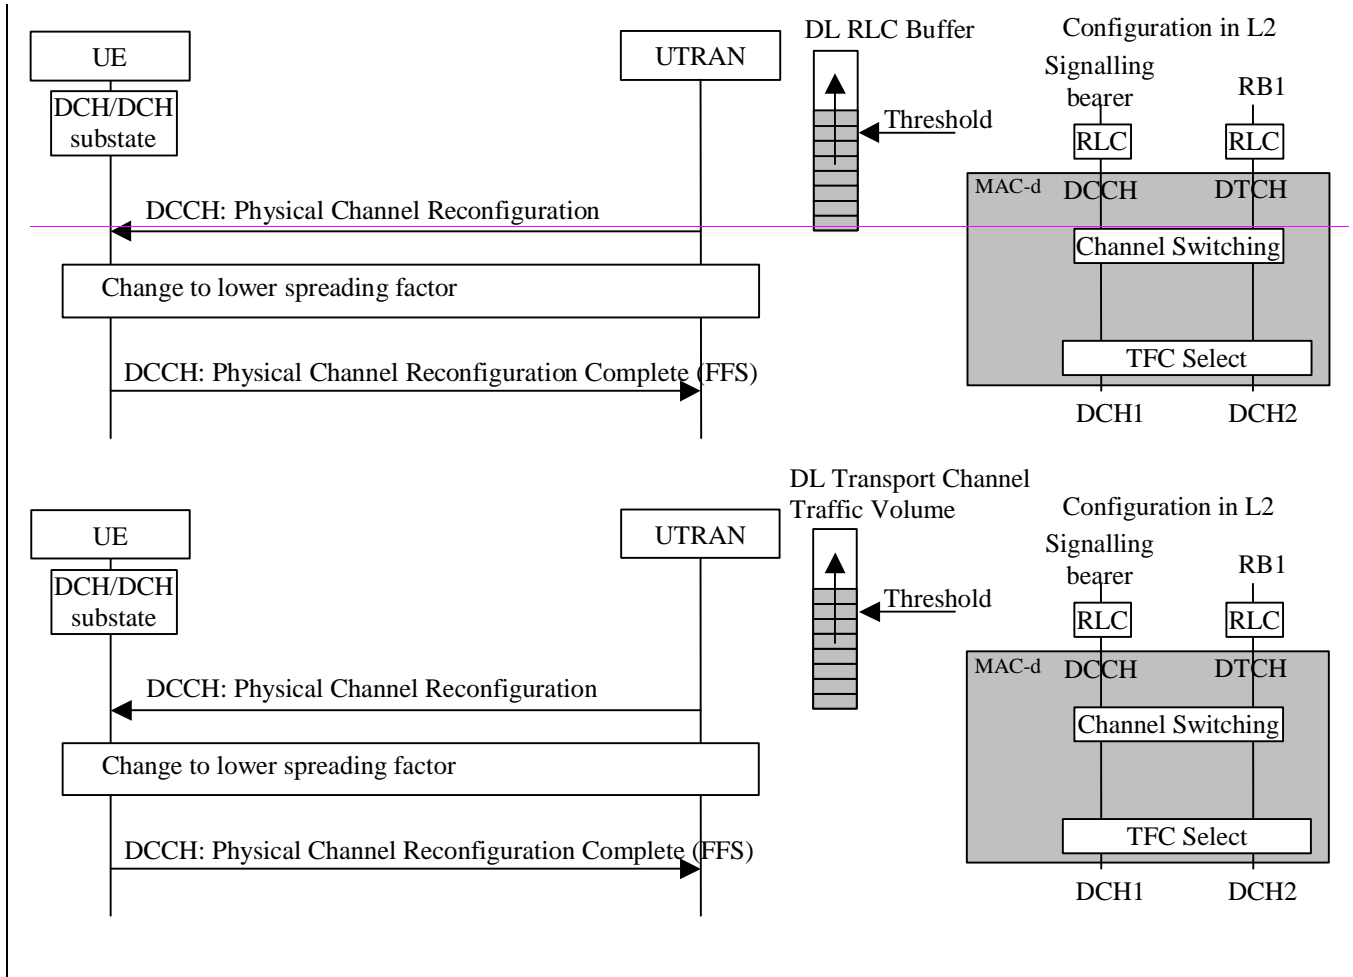 DL RLC Buffer
Configuration in L2
UE
UTRAN
Signalling
bearer
RB1
DCH/DCH
substate
Threshold
RLC
RLC
MAC-d
DCCH
DTCH
DCCH: Physical Channel Reconfiguration
Channel Switching
Change to lower spreading factor
TFC Select
DCCH: Physical Channel Reconfiguration Complete (FFS)
DCH1
DCH2
DL Transport Channel
Traffic Volume
Configuration in L2
UE
UTRAN
Signalling
bearer
RB1
DCH/DCH
substate
Threshold
RLC
RLC
MAC-d
DCCH
DTCH
DCCH: Physical Channel Reconfiguration
Channel Switching
Change to lower spreading factor
TFC Select
DCCH: Physical Channel Reconfiguration Complete (FFS)
DCH1
DCH2